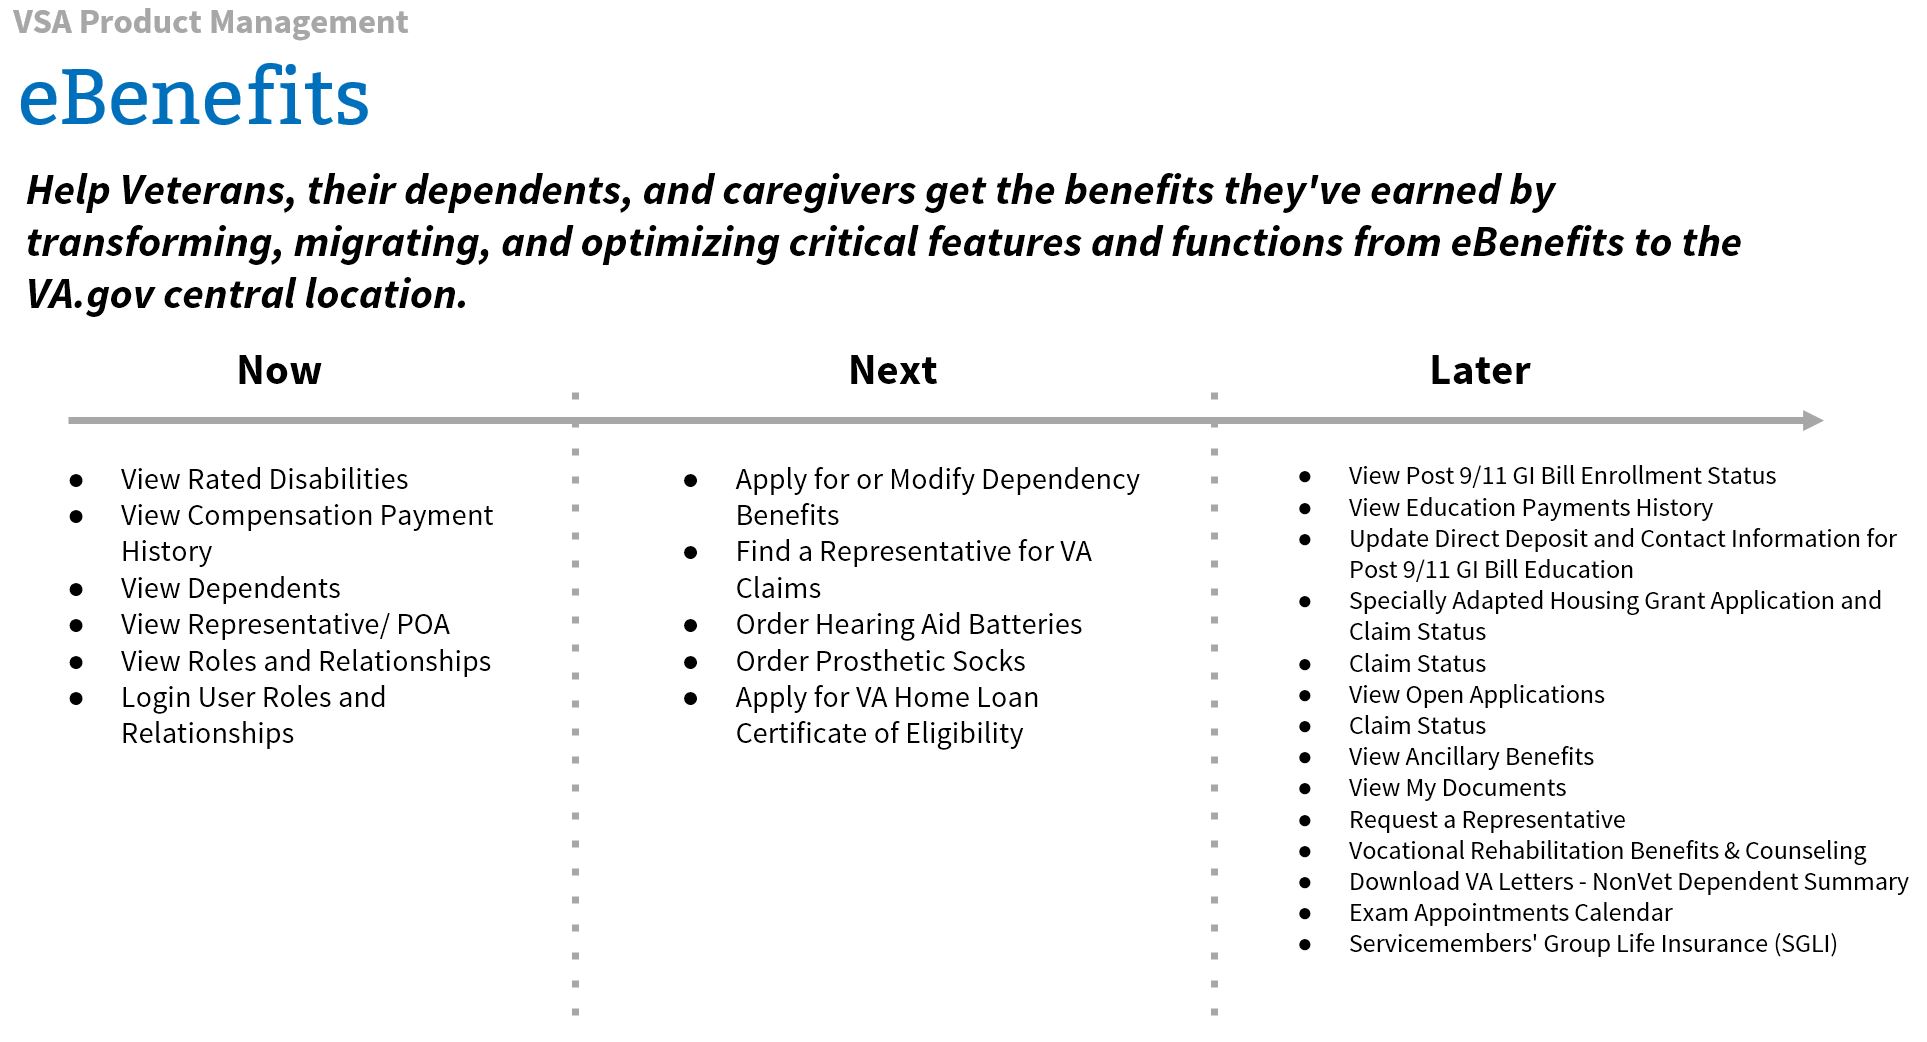 VSA Product Management
eBenefits
Help Veterans, their dependents, and caregivers get the benefits they've earned by
transforming, migrating, and optimizing critical features and functions from eBenefits to the
VA.gov central location.
Now
Next
Later
● View Rated Disabilities
● View Compensation Payment
History
● View Dependents
● View Representative/ POA
● View Roles and Relationships
● Login User Roles and
Relationships
● Apply for or Modify Dependency
Benefits
● Find a Representative for VA
Claims
● Order Hearing Aid Batteries
● Order Prosthetic Socks
● Apply for VA Home Loan
Certificate of Eligibility
● View Post 9/11 GI Bill Enrollment Status
● View Education Payments History
● Update Direct Deposit and Contact Information for
Post 9/11 GI Bill Education
● Specially Adapted Housing Grant Application and
Claim Status
● Claim Status
● View Open Applications
● Claim Status
● View Ancillary Benefits
● View My Documents
● Request a Representative
● Vocational Rehabilitation Benefits & Counseling
● Download VA Letters - NonVet Dependent Summary
● Exam Appointments Calendar
● Servicemembers' Group Life Insurance (SGLI)